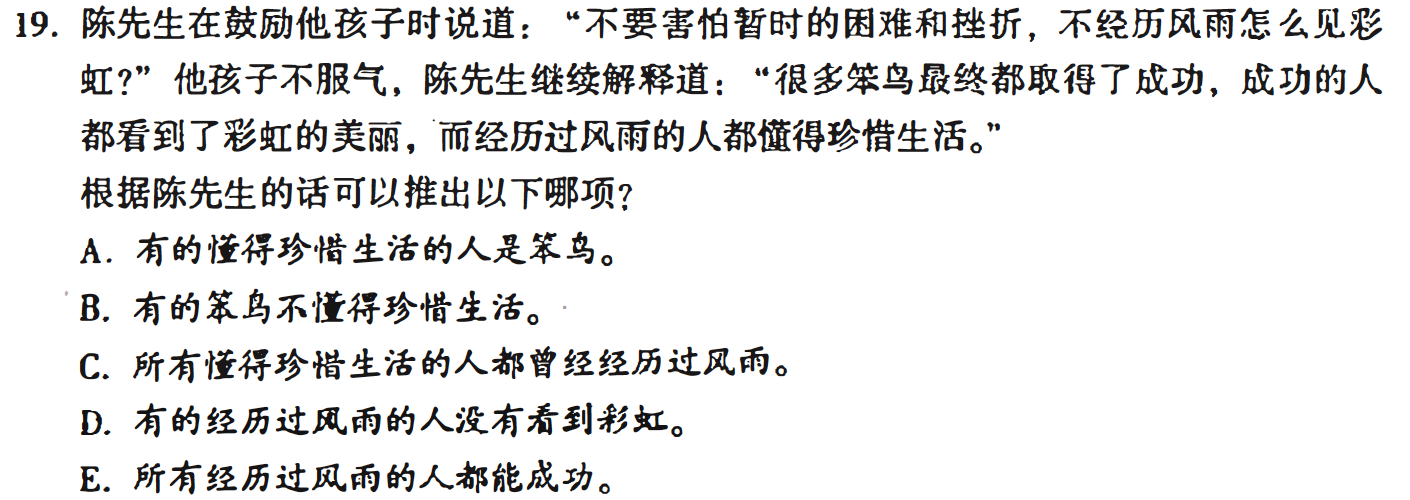 19. 陈先生在鼓励他孩子时说道：“不要害怕暂时的困难和挫折，不经历风雨怎么见彩
虹？”他孩子不服气，陈先生继续解释道：“很多笨鸟最终都取得了成功，成功的人
都看到了彩虹的美丽，而经历过风雨的人都懂得珍惜生活。”
根据陈先生的话可以推出以下哪项？
A. 有的懂得珍惜生活的人是笨鸟。
B. 有的笨鸟不懂得珍惜生活。
C. 所有懂得珍惜生活的人都曾经经历过风雨。
D. 有的经历过风雨的人没有看到彩虹。
E. 所有经历过风雨的人都能成功。